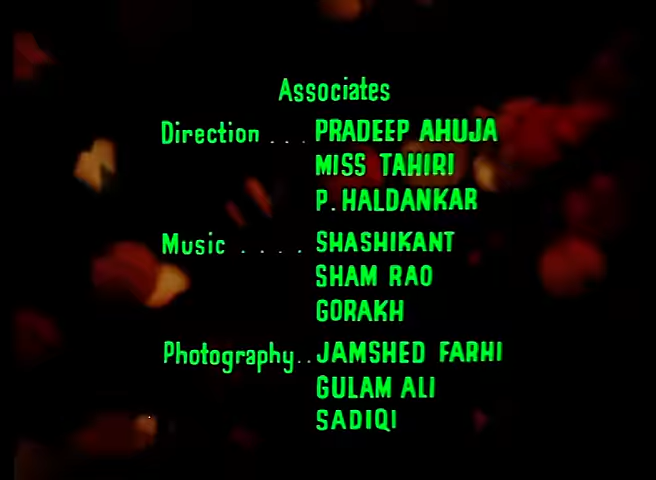 Associates
Direction . . . PRADEEP AHUJA
MISS TAHIRI
P. HALDANKAR
Music . . . . SHASHIKANT
SHAM RAO
GORAKH
Photography . . JAMSHED FARHI
GULAM ALI
SADIQI